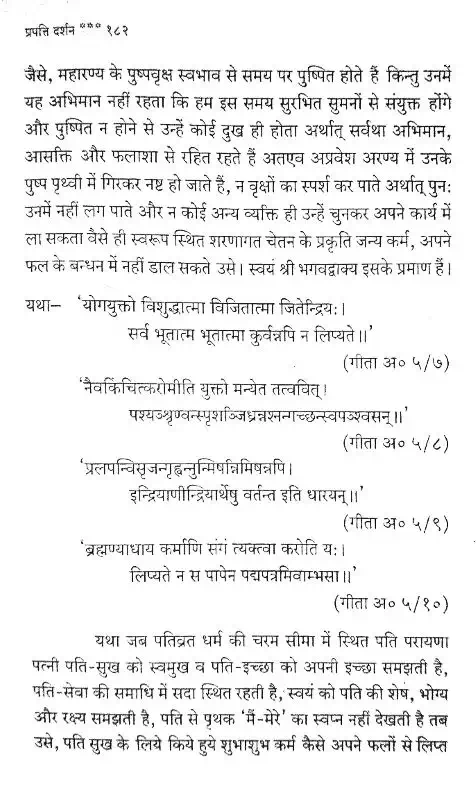 प्रपत्ति दर्शन *** १८२
जैसे, महारण्य के पुष्पवृक्ष स्वभाव से समय पर पुष्पित होते हैं किन्तु उनमें
यह अभिमान नहीं रहता कि हम इस समय सुरभित सुमनों से संयुक्त होंगे
और पुष्पित न होने से उन्हें कोई दुख ही होता अर्थात् सर्वथा अभिमान,
आसक्ति और फलाशा से रहित रहते हैं अतएव अप्रवेश अरण्य में उनके
पुष्प पृथ्वी में गिरकर नष्ट हो जाते हैं, न वृक्षों का स्पर्श कर पाते अर्थात् पुन:
उनमें नहीं लग पाते और न कोई अन्य व्यक्ति ही उन्हें चुनकर अपने कार्य में
ला सकता वैसे ही स्वरूप स्थित शरणागत चेतन के प्रकृति जन्य कर्म, अपने
फल के बन्धन में नहीं डाल सकते उसे। स्वयं श्री भगवद्वाक्य इसके प्रमाण हैं।
यथा– 'योगयुक्तो विशुद्धात्मा विजितात्मा जितेन्द्रिय:।
सर्व भूतात्म भूतात्मा कुर्वन्नपि न लिप्यते॥'
(गीता अ० ५/७)
'नैवकिंचित्करोमीति युक्तो मन्येत तत्ववित्।
पश्यञ्श्रृण्वन्स्पृशञ्जिघ्रन्नश्नन्गच्छन्स्वपञ्श्वसन्॥'
(गीता अ० ५/८)
'प्रलपन्विसृजन्गृह्णन्नुन्मिषन्निमिषन्नपि।
इन्द्रियाणीन्द्रियार्थेषु वर्तन्त इति धारयन्॥'
(गीता अ० ५/९)
'ब्रह्मण्याधाय कर्माणि संगं त्यक्त्वा करोति य:।
लिप्यते न स पापेन पद्मपत्रमिवाम्भसा॥'
(गीता अ० ५/१०)
यथा जब पतिव्रत धर्म की चरम सीमा में स्थित पति परायणा
पत्नी पति-सुख को स्वमुख व पति-इच्छा को अपनी इच्छा समझती है,
पति-सेवा की समाधि में सदा स्थित रहती है, स्वयं को पति की शेष, भोग्य
और रक्ष्य समझती है, पति से पृथक 'मैं-मेरे' का स्वप्न नहीं देखती है तब
उसे, पति सुख के लिये किये हुये शुभाशुभ कर्म कैसे अपने फलों से लिप्त